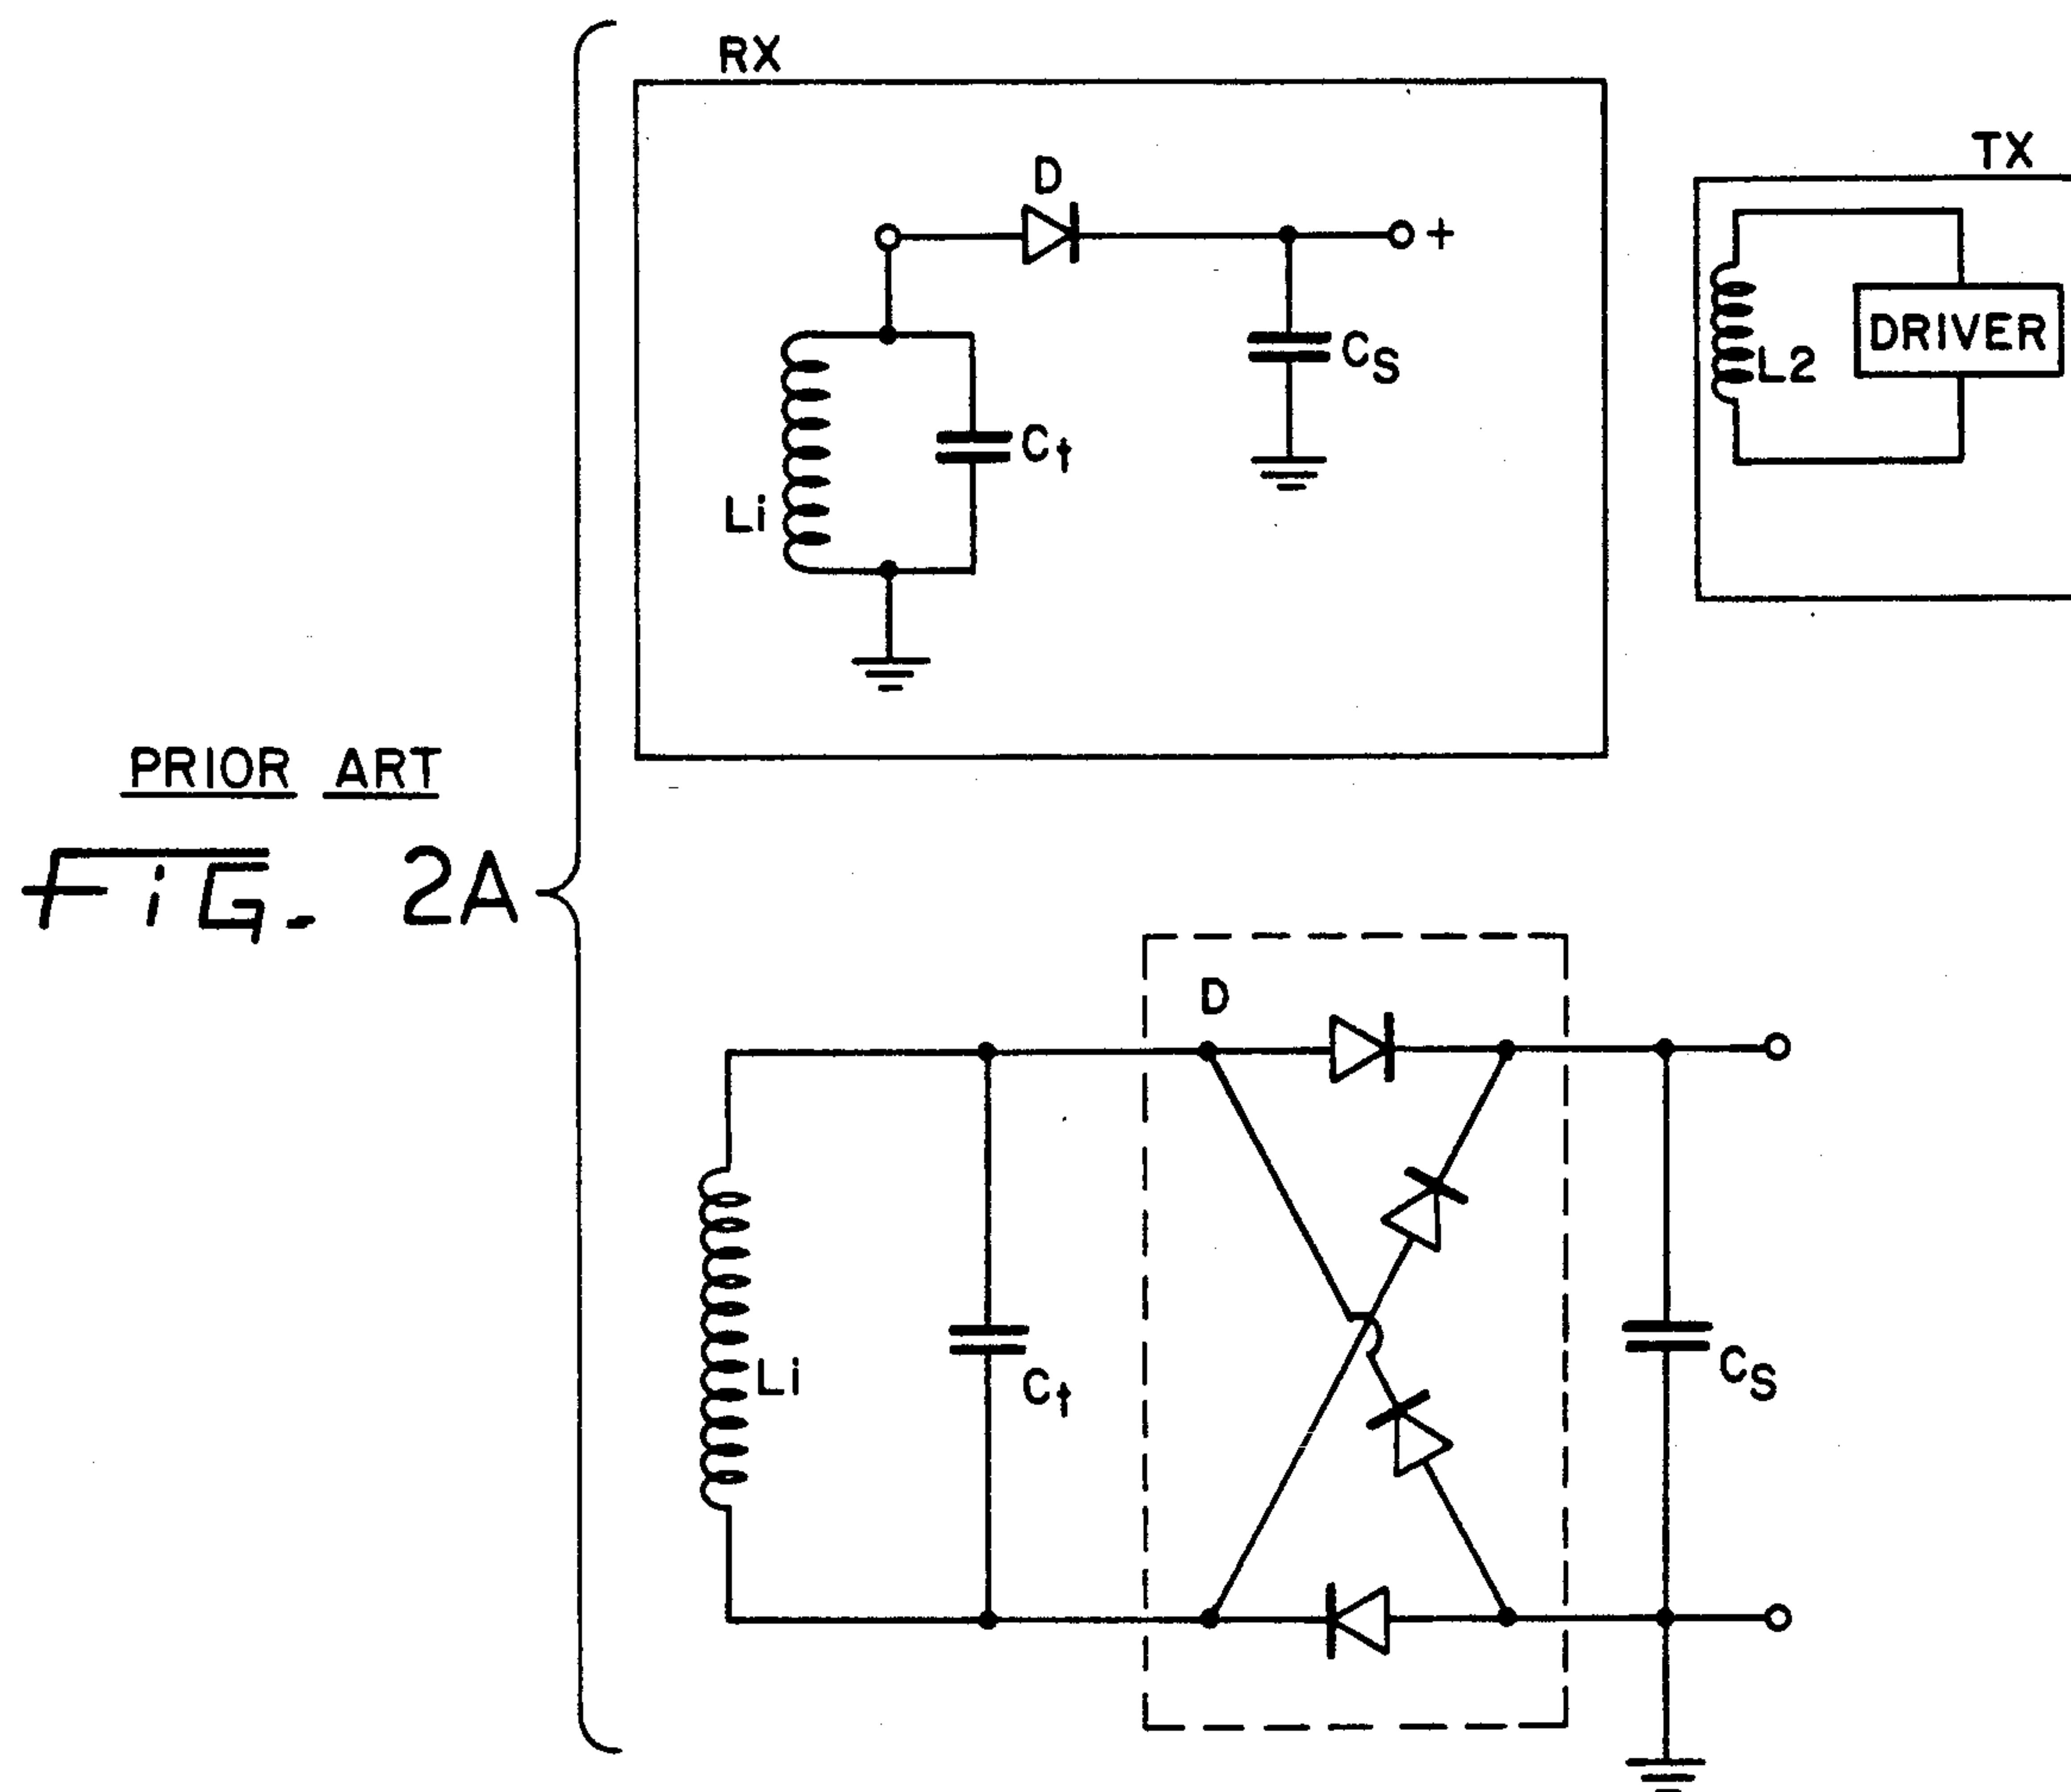 RX
D
+
Cs
Ct
Li
TX
L2
DRIVER
PRIOR ART
FiG. 2A
D
Li
Ct
Cs